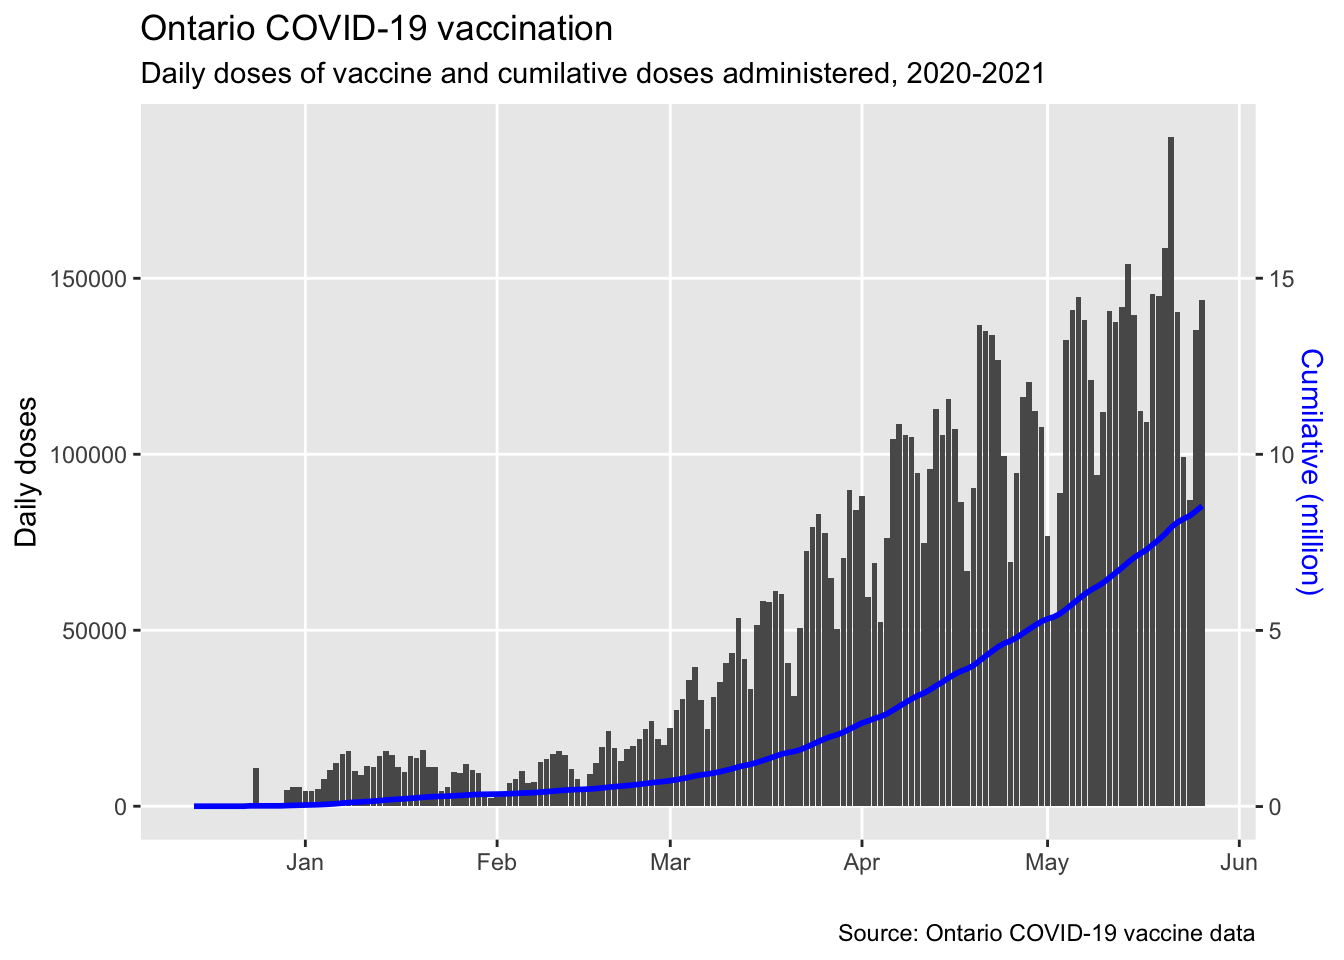 Ontario COVID-19 vaccination
Daily doses of vaccine and cumilative doses administered, 2020-2021
Daily doses
150000
100000
50000
0
15
10
5
0
Cumilative (million)
Jan Feb Mar Apr May Jun
Source: Ontario COVID-19 vaccine data